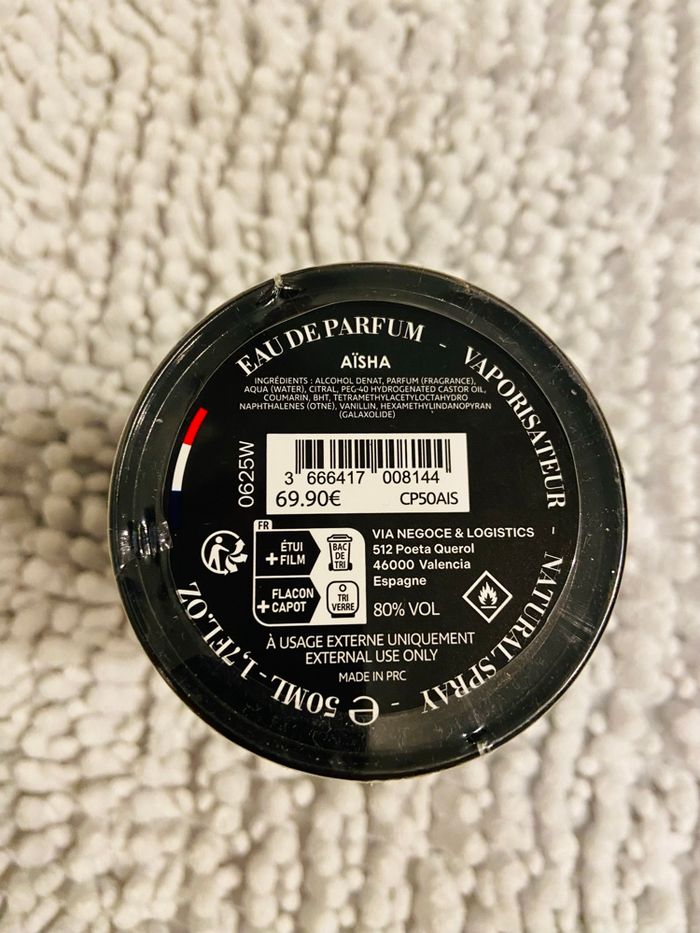 EAU DE PARFUM - VAPORISATEUR - NATURAL SPRAY - e 50ML - 1,7FL.OZ
AÏSHA
INGRÉDIENTS : ALCOHOL DENAT, PARFUM (FRAGRANCE),
AQUA (WATER), CITRAL, PEG-40 HYDROGENATED CASTOR OIL,
COUMARIN, BHT, TETRAMETHYLACETYLOCTAHYDRO
NAPHTHALENES (OTNE), VANILLIN, HEXAMETHYLINDANOPYRAN
(GALAXOLIDE)
0625W
3 666417 008144
69.90€ CP50AIS
FR
ÉTUI
+FILM
BAC
DE
TRI
FLACON
+CAPOT
TRI
VERRE
VIA NEGOCE & LOGISTICS
512 Poeta Querol
46000 Valencia
Espagne
80% VOL
À USAGE EXTERNE UNIQUEMENT
EXTERNAL USE ONLY
MADE IN PRC